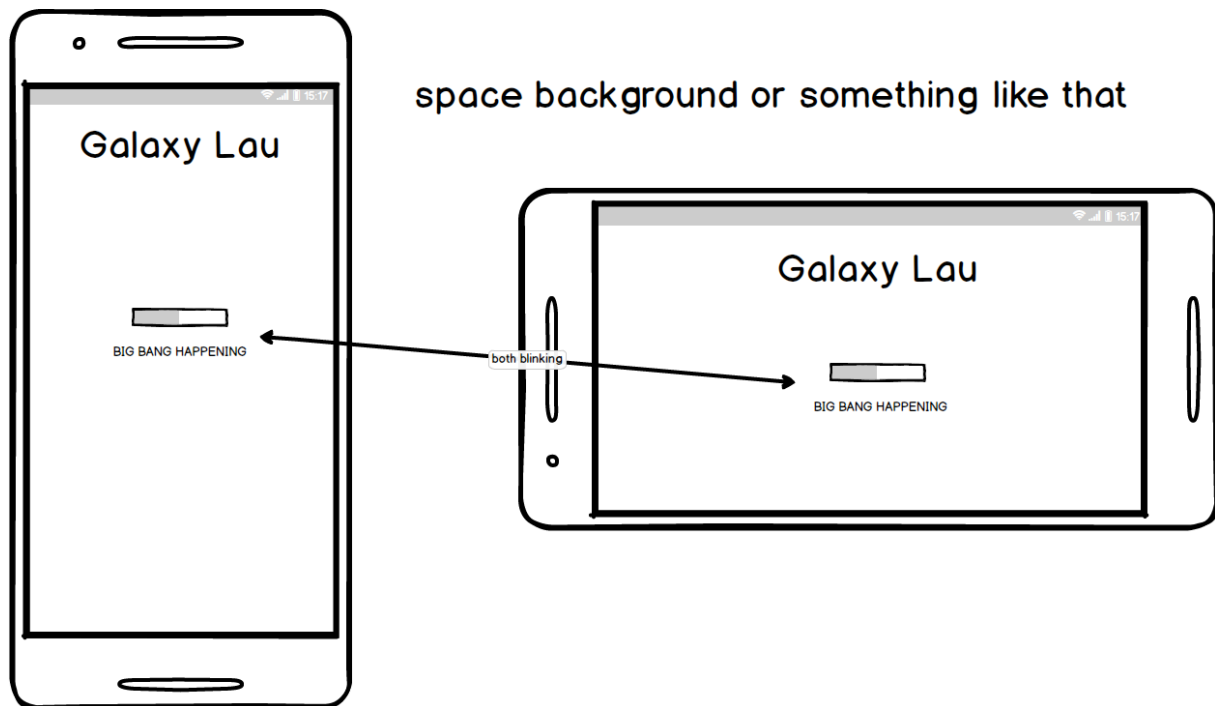 15:17
Galaxy Lau
BIG BANG HAPPENING
space background or something like that
both blinking
15:17
Galaxy Lau
BIG BANG HAPPENING